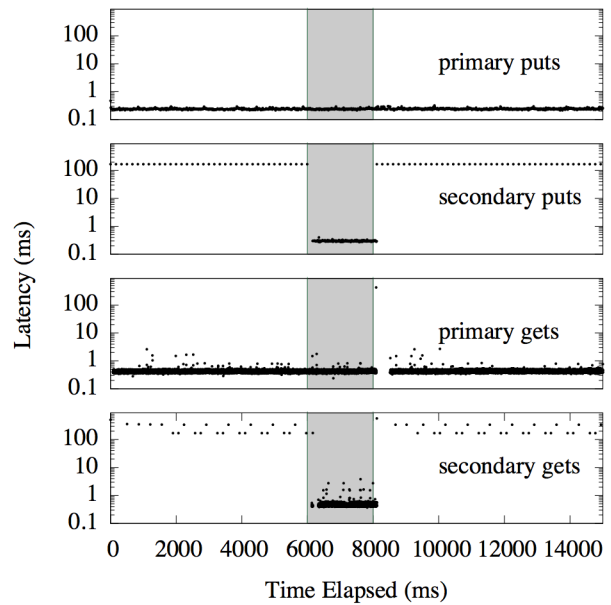 100
10
1
0.1
primary puts
100
10
1
0.1
secondary puts
Latency (ms)
100
10
1
0.1
primary gets
100
10
1
0.1
secondary gets
0 2000 4000 6000 8000 10000 12000 14000
Time Elapsed (ms)